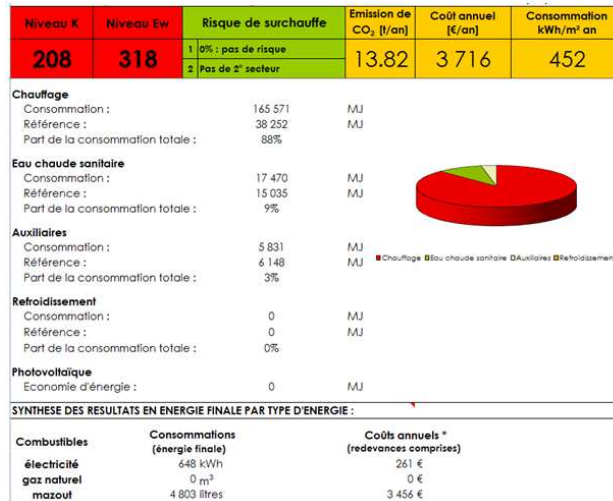 Niveau K Niveau Ew Risque de surchauffe Emission de CO₂ [t/an] Coût annuel [€/an] Consommation kWh/m² an
208 318 1 0% : pas de risque 13.82 3 716 452
2 Pas de 2° secteur
Chauffage
Consommation : 165 571 MJ
Référence : 38 252 MJ
Part de la consommation totale : 88%
Eau chaude sanitaire
Consommation : 17 470 MJ
Référence : 15 035 MJ
Part de la consommation totale : 9%
Auxiliaires
Consommation : 5 831 MJ
Référence : 6 148 MJ
Part de la consommation totale : 3%
Chauffage Eau chaude sanitaire Auxiliaires Refroidissement
Refroidissement
Consommation : 0 MJ
Référence : 0 MJ
Part de la consommation totale : 0%
Photovoltaïque
Economie d'énergie : 0 MJ
SYNTHESE DES RESULTATS EN ENERGIE FINALE PAR TYPE D'ENERGIE :
Combustibles Consommations (énergie finale) Coûts annuels * (redevances comprises)
électricité 648 kWh 261 €
gaz naturel 0 m³ 0 €
mazout 4 803 litres 3 456 €